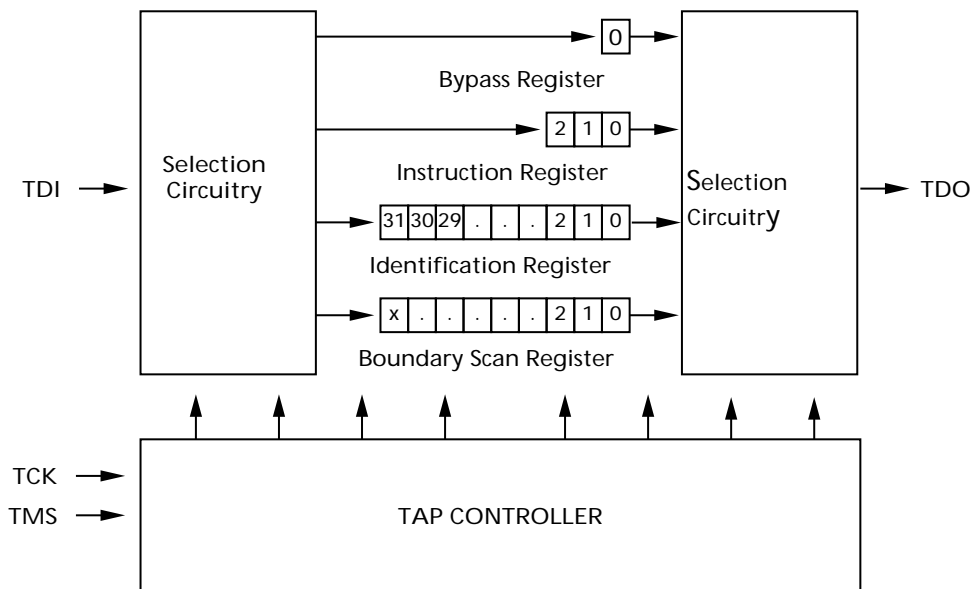 0
Bypass Register
2 1 0
Instruction Register
Selection
Circuitry
TDI
Selection
Circuitry
TDO
31 30 29 . . . 2 1 0
Identification Register
x . . . . . 2 1 0
Boundary Scan Register
TCK
TMS
TAP CONTROLLER